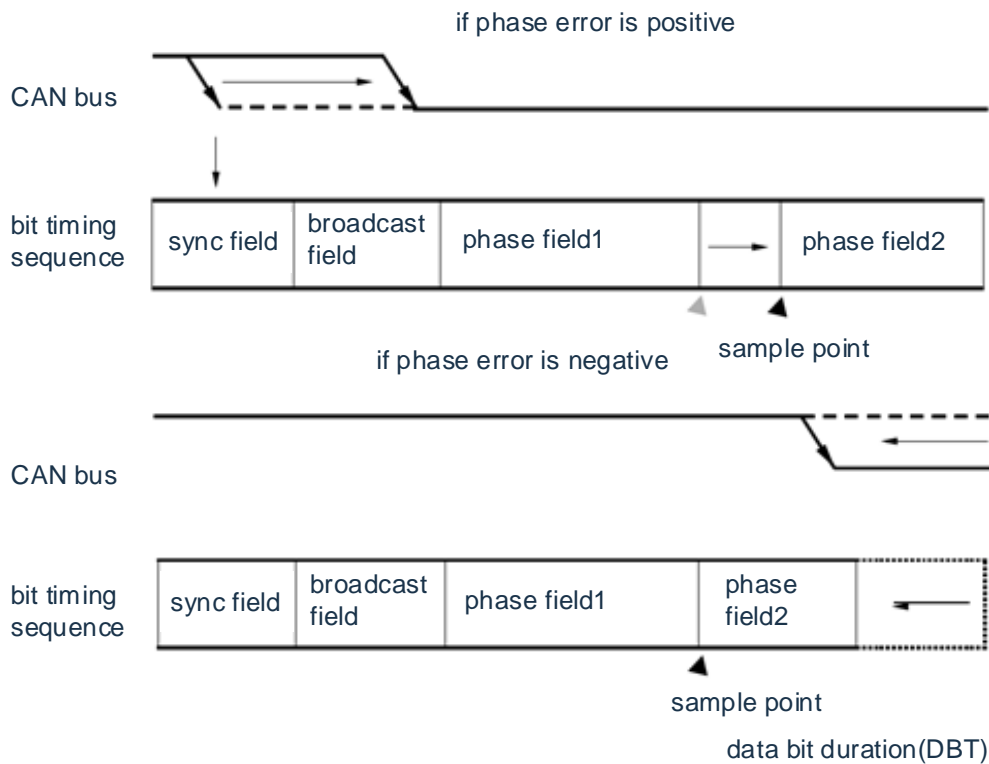 if phase error is positive
CAN bus
bit timing
sequence
sync field
broadcast
field
phase field1
phase field2
sample point
if phase error is negative
CAN bus
bit timing
sequence
sync field
broadcast
field
phase field1
phase
field2
sample point
data bit duration(DBT)